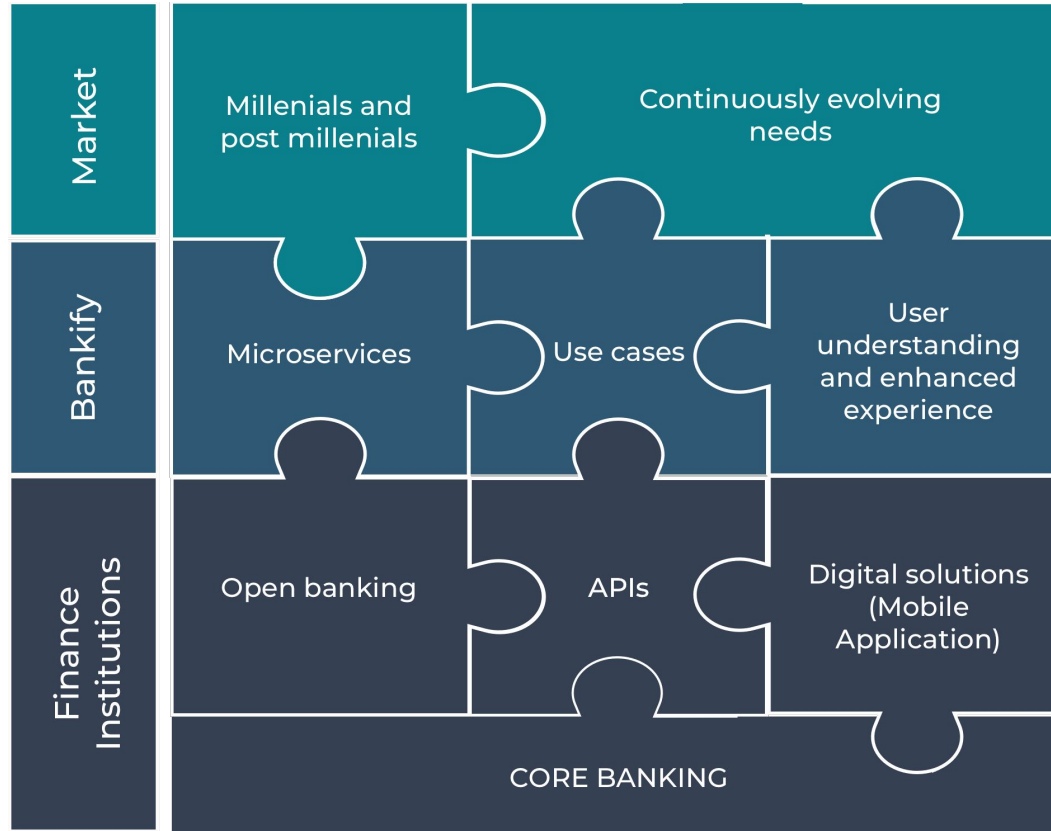 Market
Millenials and
post millenials
Continuously evolving
needs
Bankify
Microservices
Use cases
User
understanding
and enhanced
experience
Finance
Institutions
Open banking
APIs
Digital solutions
(Mobile
Application)
CORE BANKING